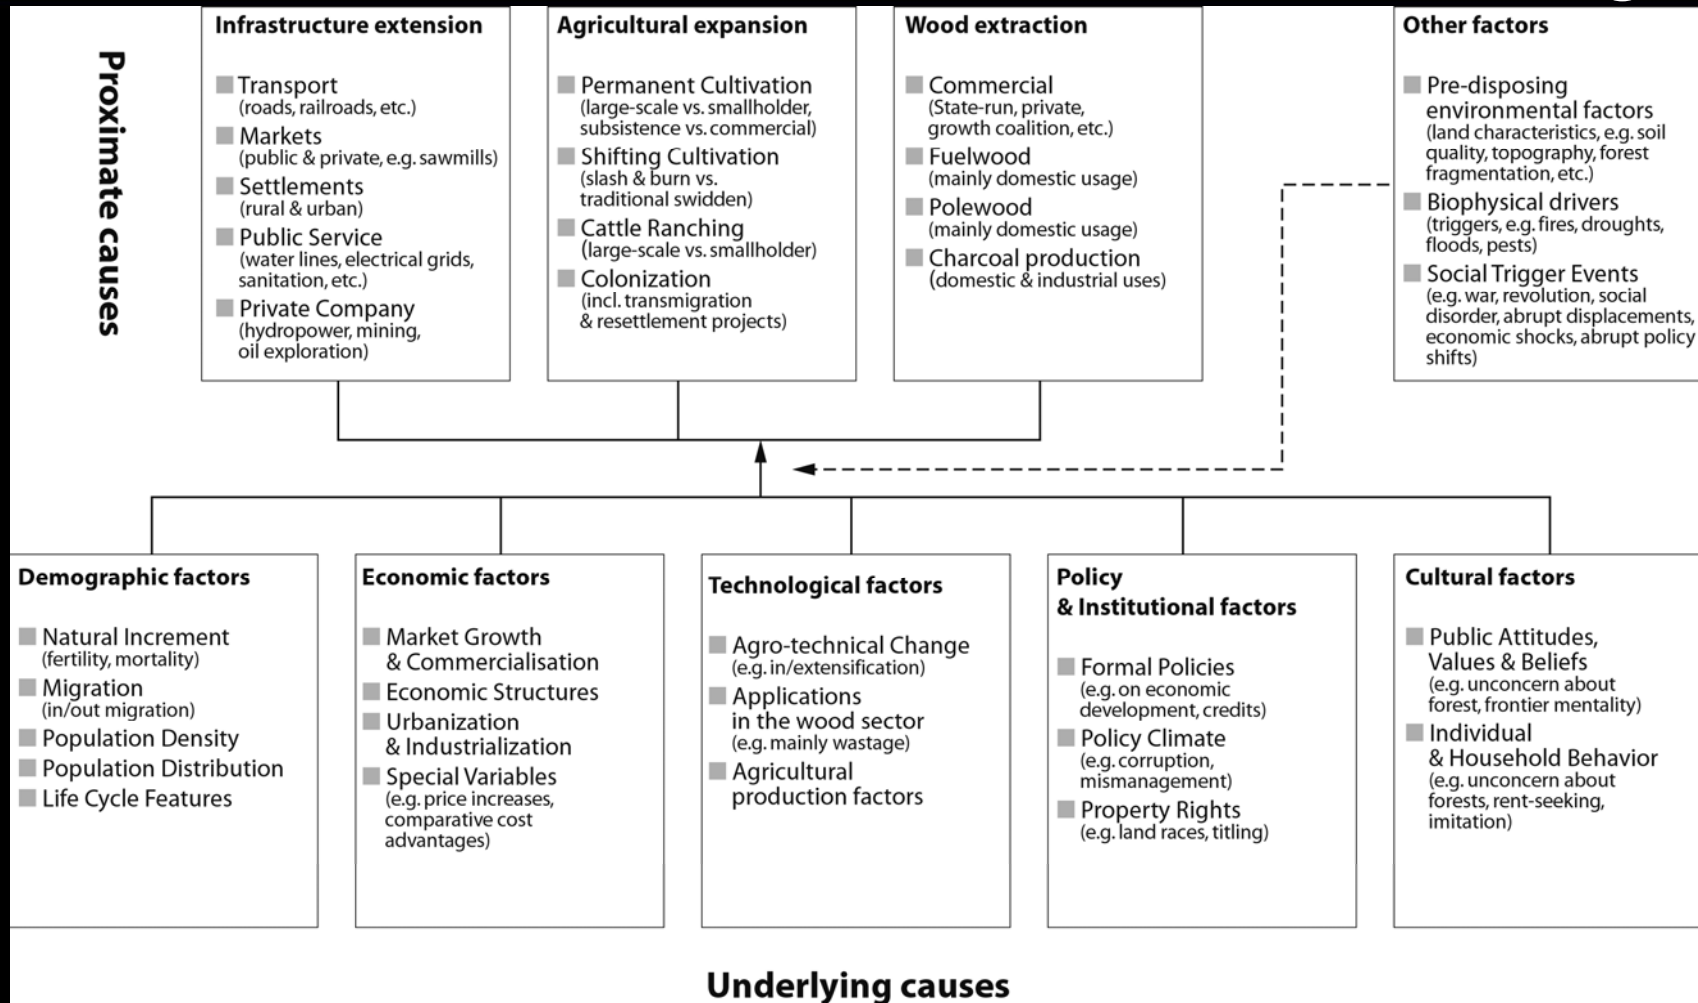 Proximate causes
Infrastructure extension
Transport
(roads, railroads, etc.)
Markets
(public & private, e.g. sawmills)
Settlements
(rural & urban)
Public Service
(water lines, electrical grids,
sanitation, etc.)
Private Company
(hydropower, mining,
oil exploration)
Agricultural expansion
Permanent Cultivation
(large-scale vs. smallholder,
subsistence vs. commercial)
Shifting Cultivation
(slash & burn vs.
traditional swidden)
Cattle Ranching
(large-scale vs. smallholder)
Colonization
(incl. transmigration
& resettlement projects)
Wood extraction
Commercial
(State-run, private,
growth coalition, etc.)
Fuelwood
(mainly domestic usage)
Polewood
(mainly domestic usage)
Charcoal production
(domestic & industrial uses)
Other factors
Pre-disposing
environmental factors
(land characteristics, e.g. soil
quality, topography, forest
fragmentation, etc.)
Biophysical drivers
(triggers, e.g. fires, droughts,
floods, pests)
Social Trigger Events
(e.g. war, revolution, social
disorder, abrupt displacements,
economic shocks, abrupt policy
shifts)
Demographic factors
Natural Increment
(fertility, mortality)
Migration
(in/out migration)
Population Density
Population Distribution
Life Cycle Features
Economic factors
Market Growth
& Commercialisation
Economic Structures
Urbanization
& Industrialization
Special Variables
(e.g. price increases,
comparative cost
advantages)
Technological factors
Agro-technical Change
(e.g. in/extensification)
Applications
in the wood sector
(e.g. mainly wastage)
Agricultural
production factors
Policy
& Institutional factors
Formal Policies
(e.g. on economic
development, credits)
Policy Climate
(e.g. corruption,
mismanagement)
Property Rights
(e.g. land races, titling)
Cultural factors
Public Attitudes,
Values & Beliefs
(e.g. unconcern about
forest, frontier mentality)
Individual
& Household Behavior
(e.g. unconcern about
forests, rent-seeking,
imitation)
Underlying causes